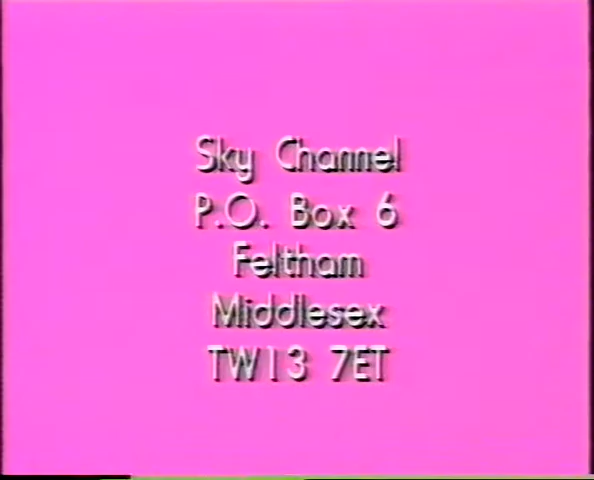 Sky Channel
P.O. Box 6
Feltham
Middlesex
TW13 7ET